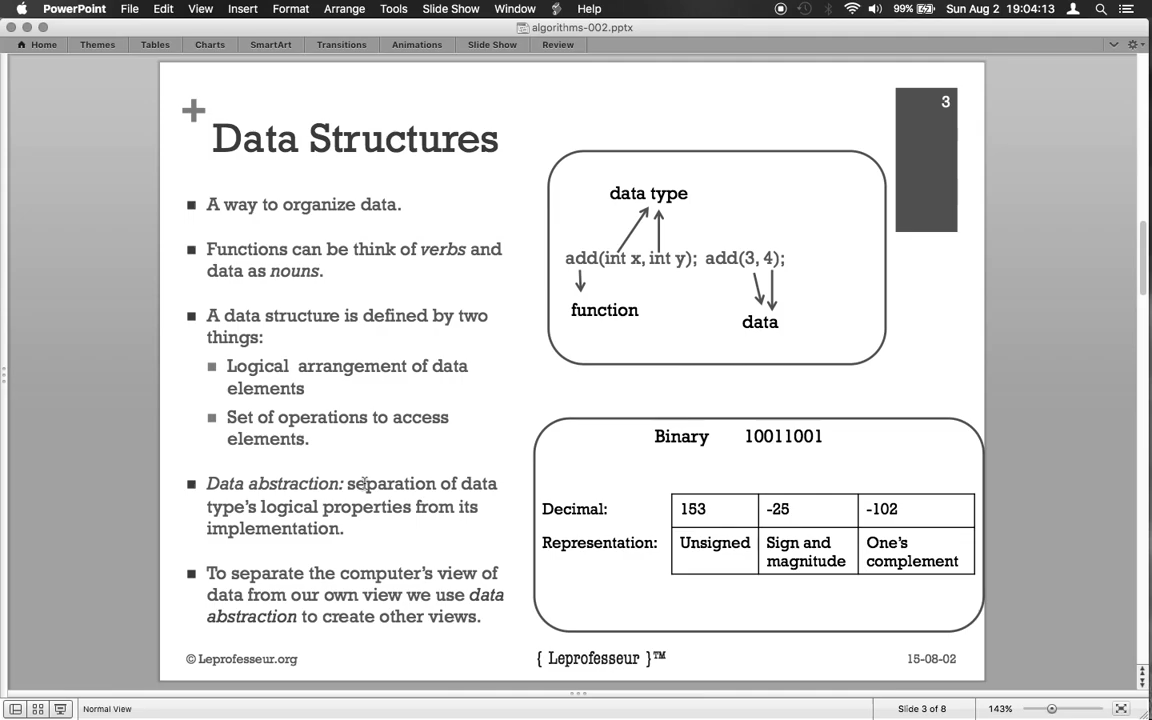 PowerPoint File Edit View Insert Format Arrange Tools Slide Show Window Help 99% Sun Aug 2 19:04:13
algorithms-002.pptx
Home Themes Tables Charts SmartArt Transitions Animations Slide Show Review
3
+
Data Structures
A way to organize data.
Functions can be think of verbs and
data as nouns.
A data structure is defined by two
things:
Logical arrangement of data
elements
Set of operations to access
elements.
Data abstraction: separation of data
type's logical properties from its
implementation.
To separate the computer's view of
data from our own view we use data
abstraction to create other views.
data type
add(int x, int y); add(3, 4);
function
data
Binary 10011001
Decimal: 153 -25 -102
Representation: Unsigned Sign and One's
magnitude complement
© Leprofesseur.org { Leprofesseur }™ 15-08-02
Normal View Slide 3 of 8 143%